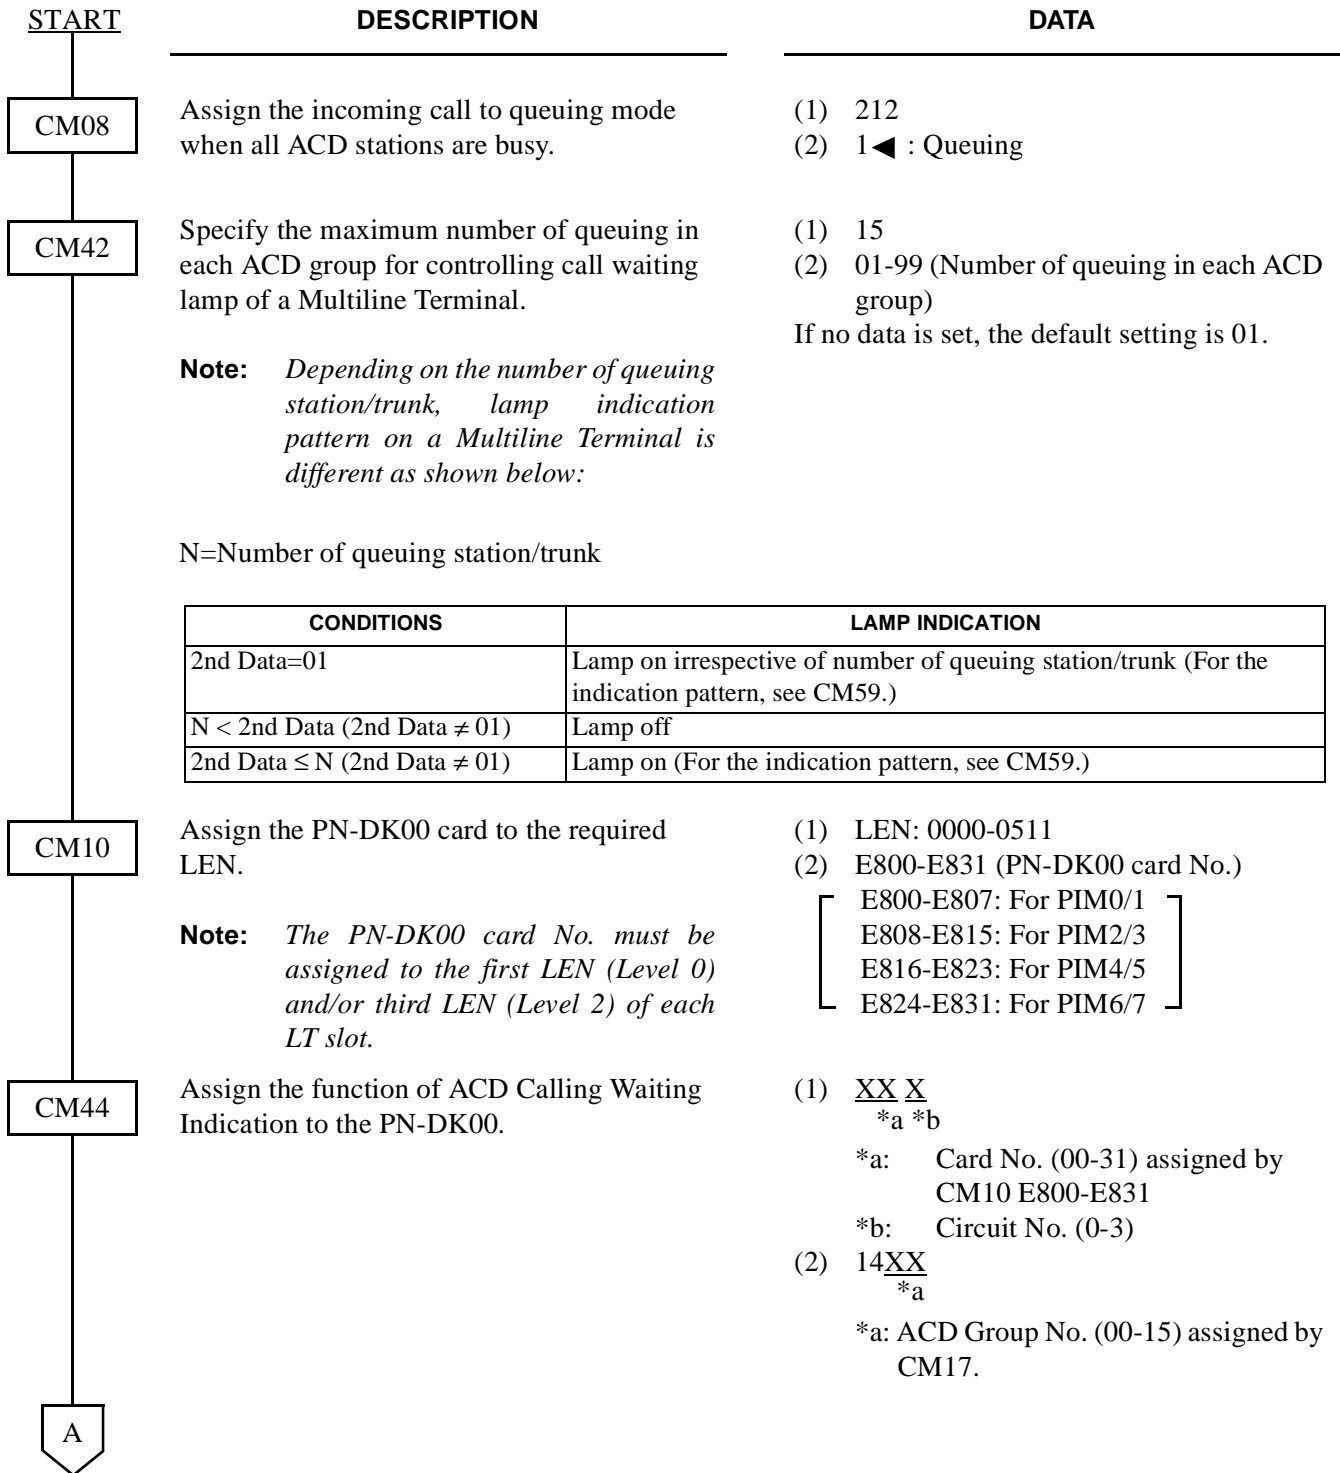 START
DESCRIPTION
DATA
CM08
Assign the incoming call to queuing mode
when all ACD stations are busy.
(1) 212
(2) 1◀ : Queuing
CM42
Specify the maximum number of queuing in
each ACD group for controlling call waiting
lamp of a Multiline Terminal.
(1) 15
(2) 01-99 (Number of queuing in each ACD
group)
If no data is set, the default setting is 01.
Note: Depending on the number of queuing
station/trunk, lamp indication
pattern on a Multiline Terminal is
different as shown below:
N=Number of queuing station/trunk
CONDITIONS
LAMP INDICATION
2nd Data=01
Lamp on irrespective of number of queuing station/trunk (For the
indication pattern, see CM59.)
N < 2nd Data (2nd Data ≠ 01)
Lamp off
2nd Data ≤ N (2nd Data ≠ 01)
Lamp on (For the indication pattern, see CM59.)
CM10
Assign the PN-DK00 card to the required
LEN.
(1) LEN: 0000-0511
(2) E800-E831 (PN-DK00 card No.)
E800-E807: For PIM0/1
E808-E815: For PIM2/3
E816-E823: For PIM4/5
E824-E831: For PIM6/7
Note: The PN-DK00 card No. must be
assigned to the first LEN (Level 0)
and/or third LEN (Level 2) of each
LT slot.
CM44
Assign the function of ACD Calling Waiting
Indication to the PN-DK00.
(1) XX X
*a *b
*a: Card No. (00-31) assigned by
CM10 E800-E831
*b: Circuit No. (0-3)
(2) 14XX
*a
*a: ACD Group No. (00-15) assigned by
CM17.
A